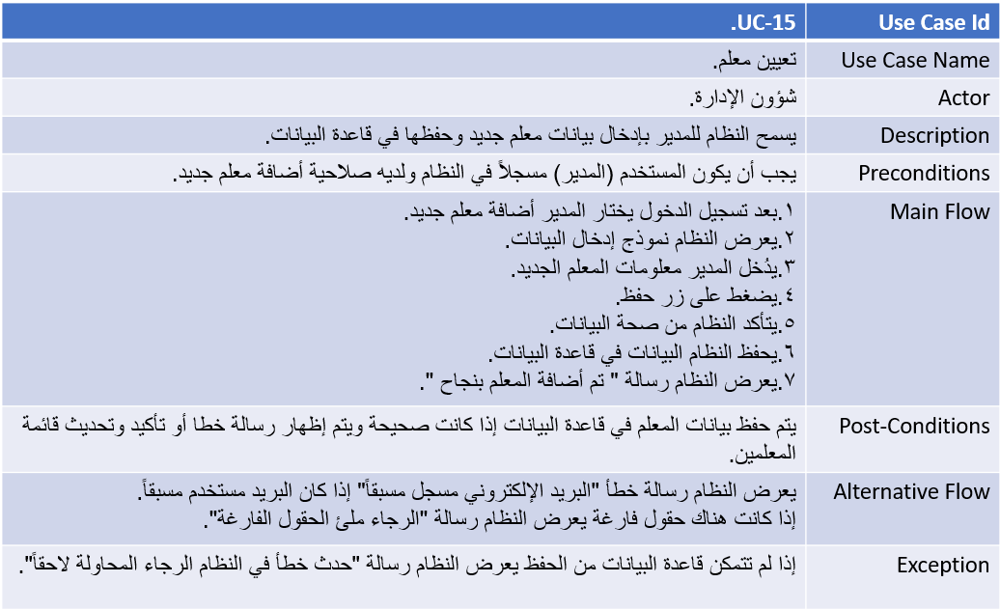 Use Case Id UC-15.
Use Case Name تعيين معلم.
Actor شؤون الإدارة.
Description يسمح النظام للمدير بإدخال بيانات معلم جديد وحفظها في قاعدة البيانات.
Preconditions يجب أن يكون المستخدم (المدير) مسجلاً في النظام ولديه صلاحية أضافة معلم جديد.
Main Flow ١.بعد تسجيل الدخول يختار المدير أضافة معلم جديد.
٢.يعرض النظام نموذج إدخال البيانات.
٣.يدُخل المدير معلومات المعلم الجديد.
٤.يضغط على زر حفظ.
٥.يتأكد النظام من صحة البيانات.
٦.يحفظ النظام البيانات في قاعدة البيانات.
٧.يعرض النظام رسالة " تم أضافة المعلم بنجاح ".
Post-Conditions يتم حفظ بيانات المعلم في قاعدة البيانات إذا كانت صحيحة ويتم إظهار رسالة خطا أو تأكيد وتحديث قائمة
المعلمين.
Alternative Flow يعرض النظام رسالة خطأ "البريد الإلكتروني مسجل مسبقاً" إذا كان البريد مستخدم مسبقاً.
إذا كانت هناك حقول فارغة يعرض النظام رسالة "الرجاء ملئ الحقول الفارغة".
Exception إذا لم تتمكن قاعدة البيانات من الحفظ يعرض النظام رسالة "حدث خطأ في النظام الرجاء المحاولة لاحقاً".